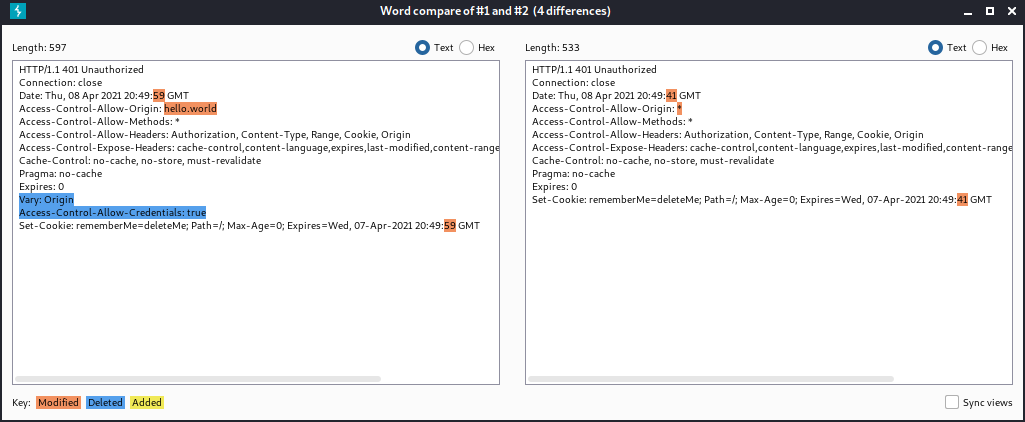 Word compare of #1 and #2 (4 differences)
Length: 597
Text
Hex
HTTP/1.1 401 Unauthorized
Connection: close
Date: Thu, 08 Apr 2021 20:49:59 GMT
Access-Control-Allow-Origin: hello.world
Access-Control-Allow-Methods: *
Access-Control-Allow-Headers: Authorization, Content-Type, Range, Cookie, Origin
Access-Control-Expose-Headers: cache-control,content-language,expires,last-modified,content-range
Cache-Control: no-cache, no-store, must-revalidate
Pragma: no-cache
Expires: 0
Vary: Origin
Access-Control-Allow-Credentials: true
Set-Cookie: rememberMe=deleteMe; Path=/; Max-Age=0; Expires=Wed, 07-Apr-2021 20:49:59 GMT
Length: 533
Text
Hex
HTTP/1.1 401 Unauthorized
Connection: close
Date: Thu, 08 Apr 2021 20:49:41 GMT
Access-Control-Allow-Origin: *
Access-Control-Allow-Methods: *
Access-Control-Allow-Headers: Authorization, Content-Type, Range, Cookie, Origin
Access-Control-Expose-Headers: cache-control,content-language,expires,last-modified,content-range
Cache-Control: no-cache, no-store, must-revalidate
Pragma: no-cache
Expires: 0
Set-Cookie: rememberMe=deleteMe; Path=/; Max-Age=0; Expires=Wed, 07-Apr-2021 20:49:41 GMT
Key: Modified Deleted Added
Sync views